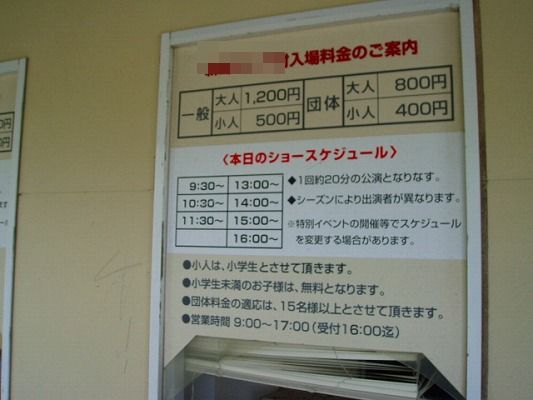 村入場料金のご案内
一般 大人 1,200円 団体 大人 800円
小人 500円 小人 400円
〈本日のショースケジュール〉
9:30〜 13:00〜
10:30〜 14:00〜
11:30〜 15:00〜
16:00〜
◆1回約20分の公演となりなす。
◆シーズンにより出演者が異なります。
※特別イベントの開催等でスケジュール
を変更する場合があります。
●小人は、小学生とさせて頂きます。
●小学生未満のお子様は、無料となります。
●団体料金の適応は、15名様以上とさせて頂きます。
●営業時間 9:00〜17:00(受付16:00迄)